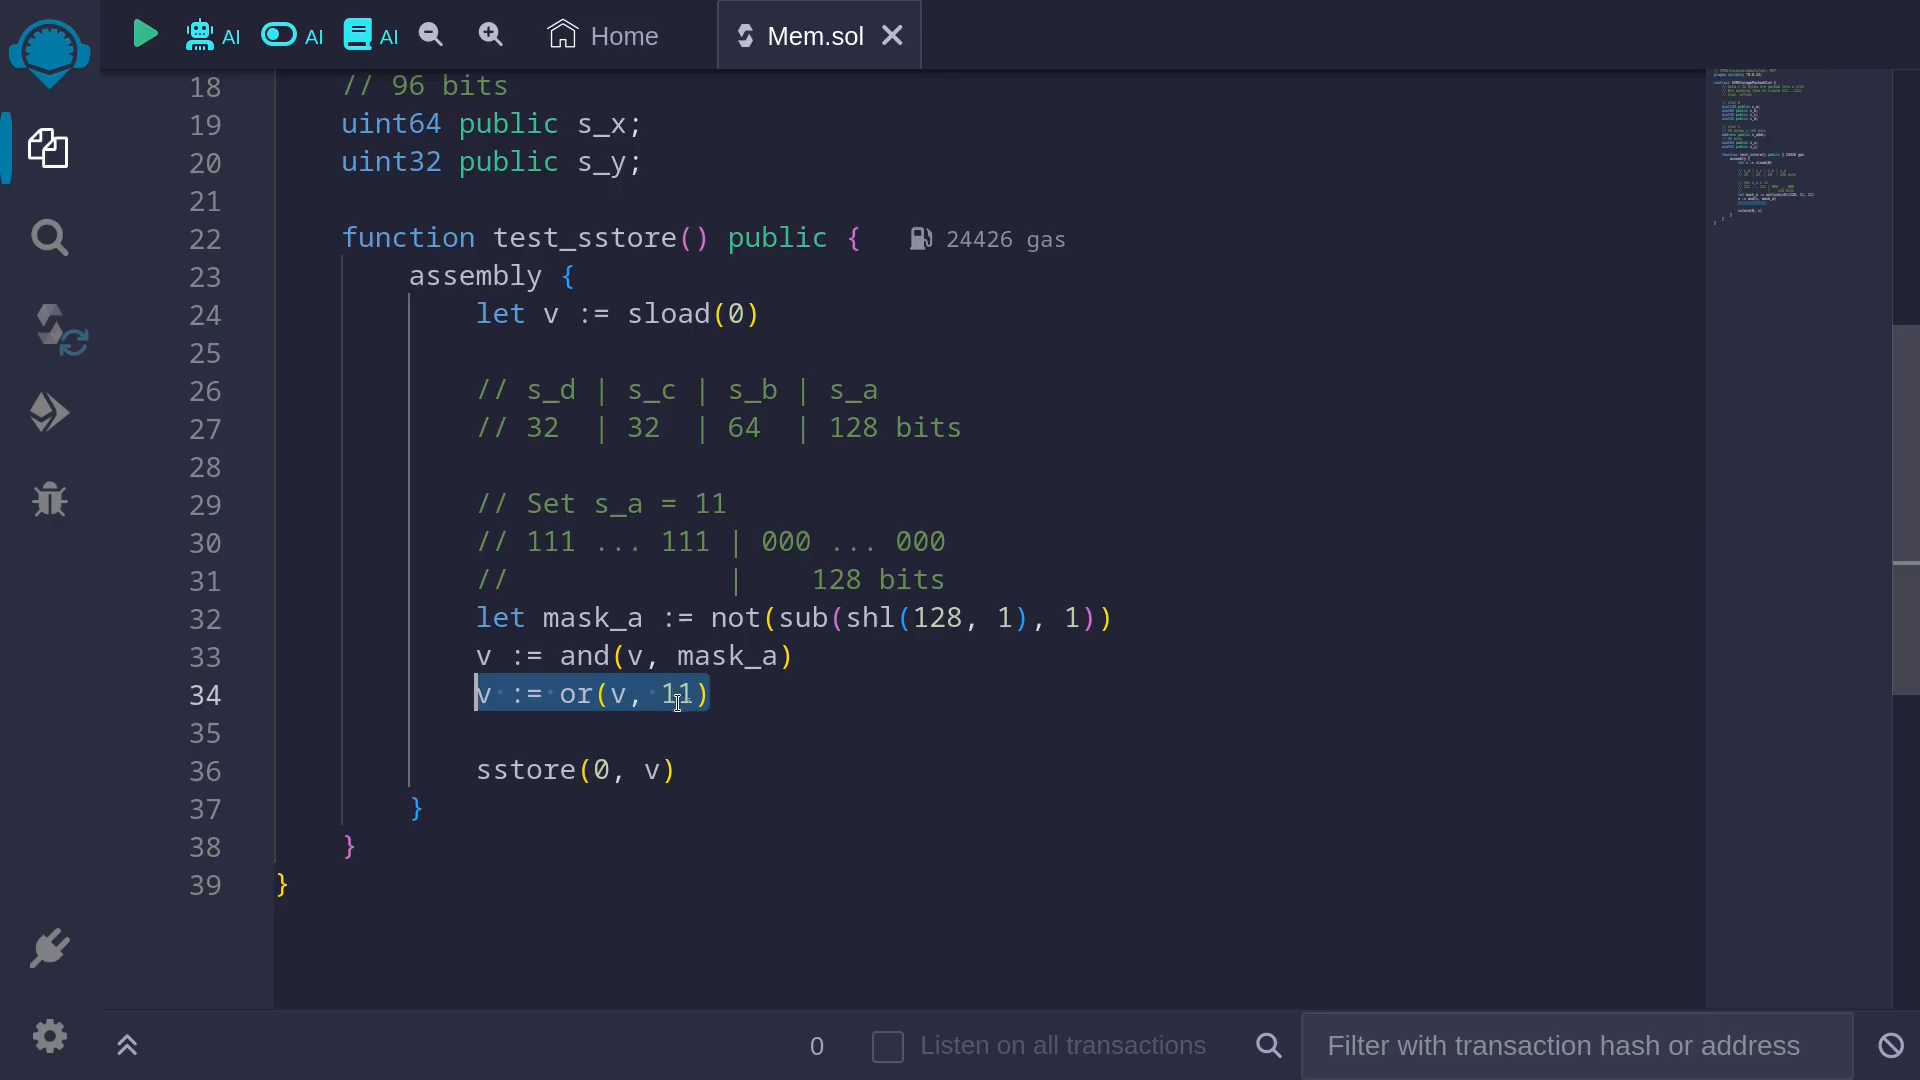 AI
AI
AI
Home
Mem.sol
18 // 96 bits
19 uint64 public s_x;
20 uint32 public s_y;
21
22 function test_sstore() public { 24426 gas
23 assembly {
24 let v := sload(0)
25
26 // s_d | s_c | s_b | s_a
27 // 32 | 32 | 64 | 128 bits
28
29 // Set s_a = 11
30 // 111 ... 111 | 000 ... 000
31 // | 128 bits
32 let mask_a := not(sub(shl(128, 1), 1))
33 v := and(v, mask_a)
34 v := or(v, 11)
35
36 sstore(0, v)
37 }
38 }
39 }
0
Listen on all transactions
Filter with transaction hash or address